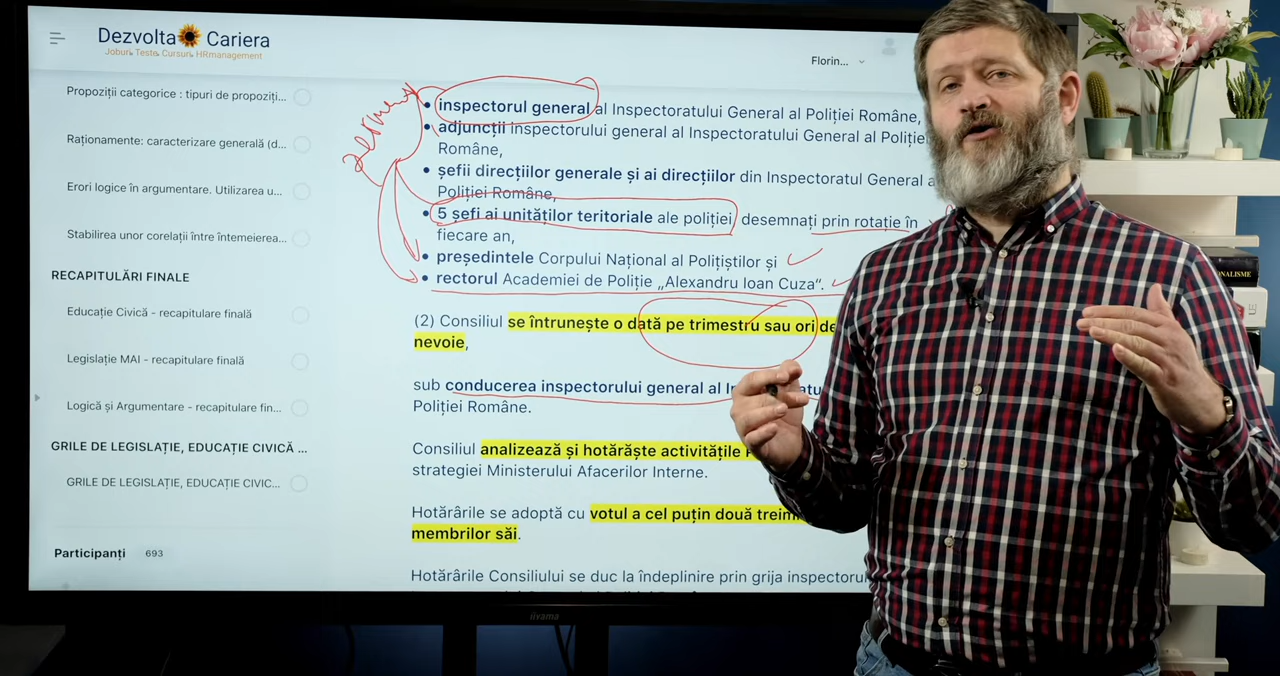 Dezvolta Cariera
Joburi, Teste, Cursuri, HRmanagement
Florin...
Propoziții categorice : tipuri de propoziți...
Raționamente: caracterizare generală (d...
Erori logice în argumentare. Utilizarea u...
Stabilirea unor corelații între întemeierea...
RECAPITULĂRI FINALE
Educație Civică - recapitulare finală
Legislație MAI - recapitulare finală
Logică și Argumentare - recapitulare fin...
GRILE DE LEGISLAȚIE, EDUCAȚIE CIVICĂ ...
GRILE DE LEGISLAȚIE, EDUCAȚIE CIVIC...
Participanți 693
• inspectorul general al Inspectoratului General al Poliției Române,
• adjuncții inspectorului general al Inspectoratului General al Poliției
Române,
• șefii direcțiilor generale și ai direcțiilor din Inspectoratul General a
Poliției Române,
• 5 șefi ai unităților teritoriale ale poliției, desemnați prin rotație în
fiecare an,
• președintele Corpului Național al Polițiștilor și
• rectorul Academiei de Poliție „Alexandru Ioan Cuza”.
(2) Consiliul se întrunește o dată pe trimestru sau ori de
nevoie,
sub conducerea inspectorului general al
Poliției Române.
Consiliul analizează și hotărăște activitățile
strategiei Ministerului Afacerilor Interne.
Hotărârile se adoptă cu votul a cel puțin două treimi
membrilor săi.
Hotărârile Consiliului se duc la îndeplinire prin grija inspectorul
iiyama